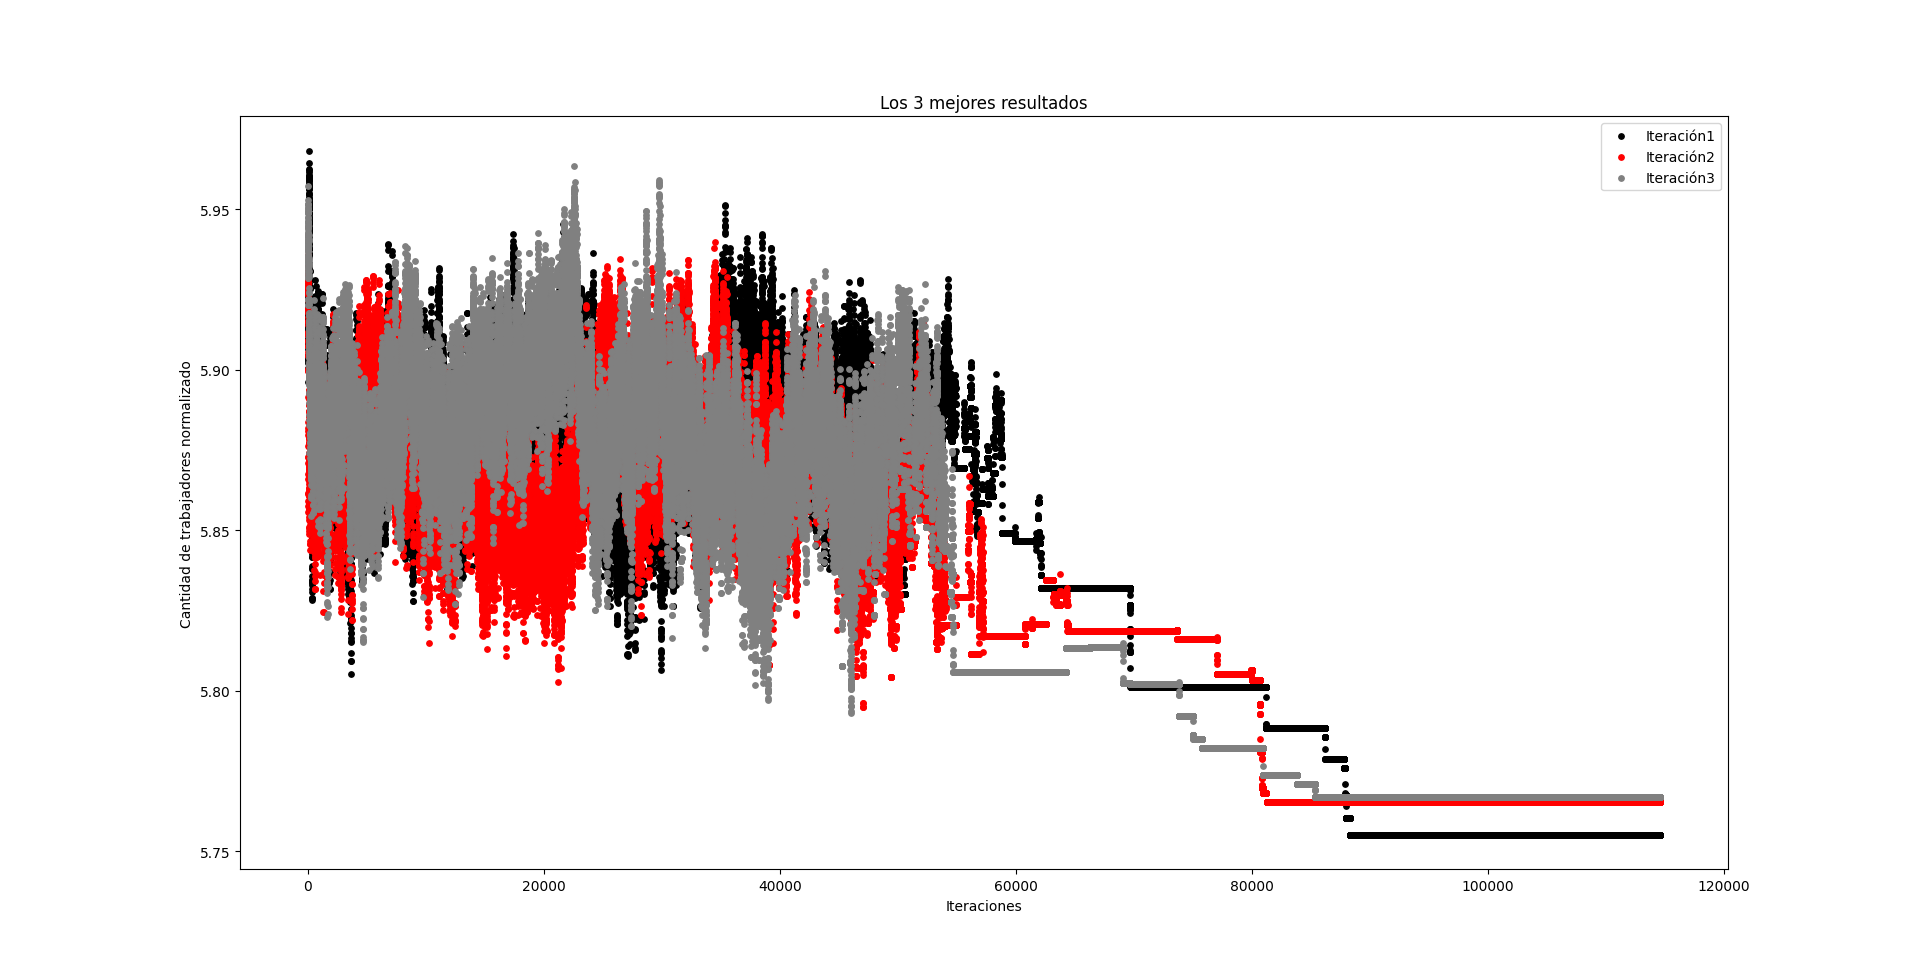 Los 3 mejores resultados
Iteración1
Iteración2
Iteración3
Cantidad de trabajadores normalizado
5.95
5.90
5.85
5.80
5.75
0
20000
40000
60000
80000
100000
120000
Iteraciones